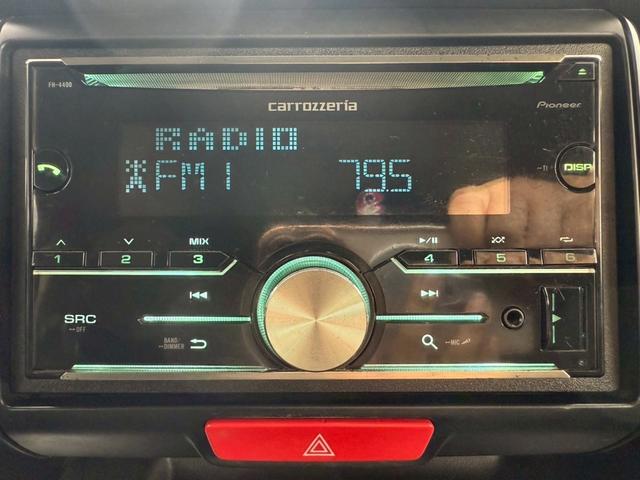 FH-4400
carrozzeria
Pioneer
RADIO
FM1 79.5
DISP
MIX
1 2 3 4 5 6
SRC
OFF
BAND
DIMMER
MIC